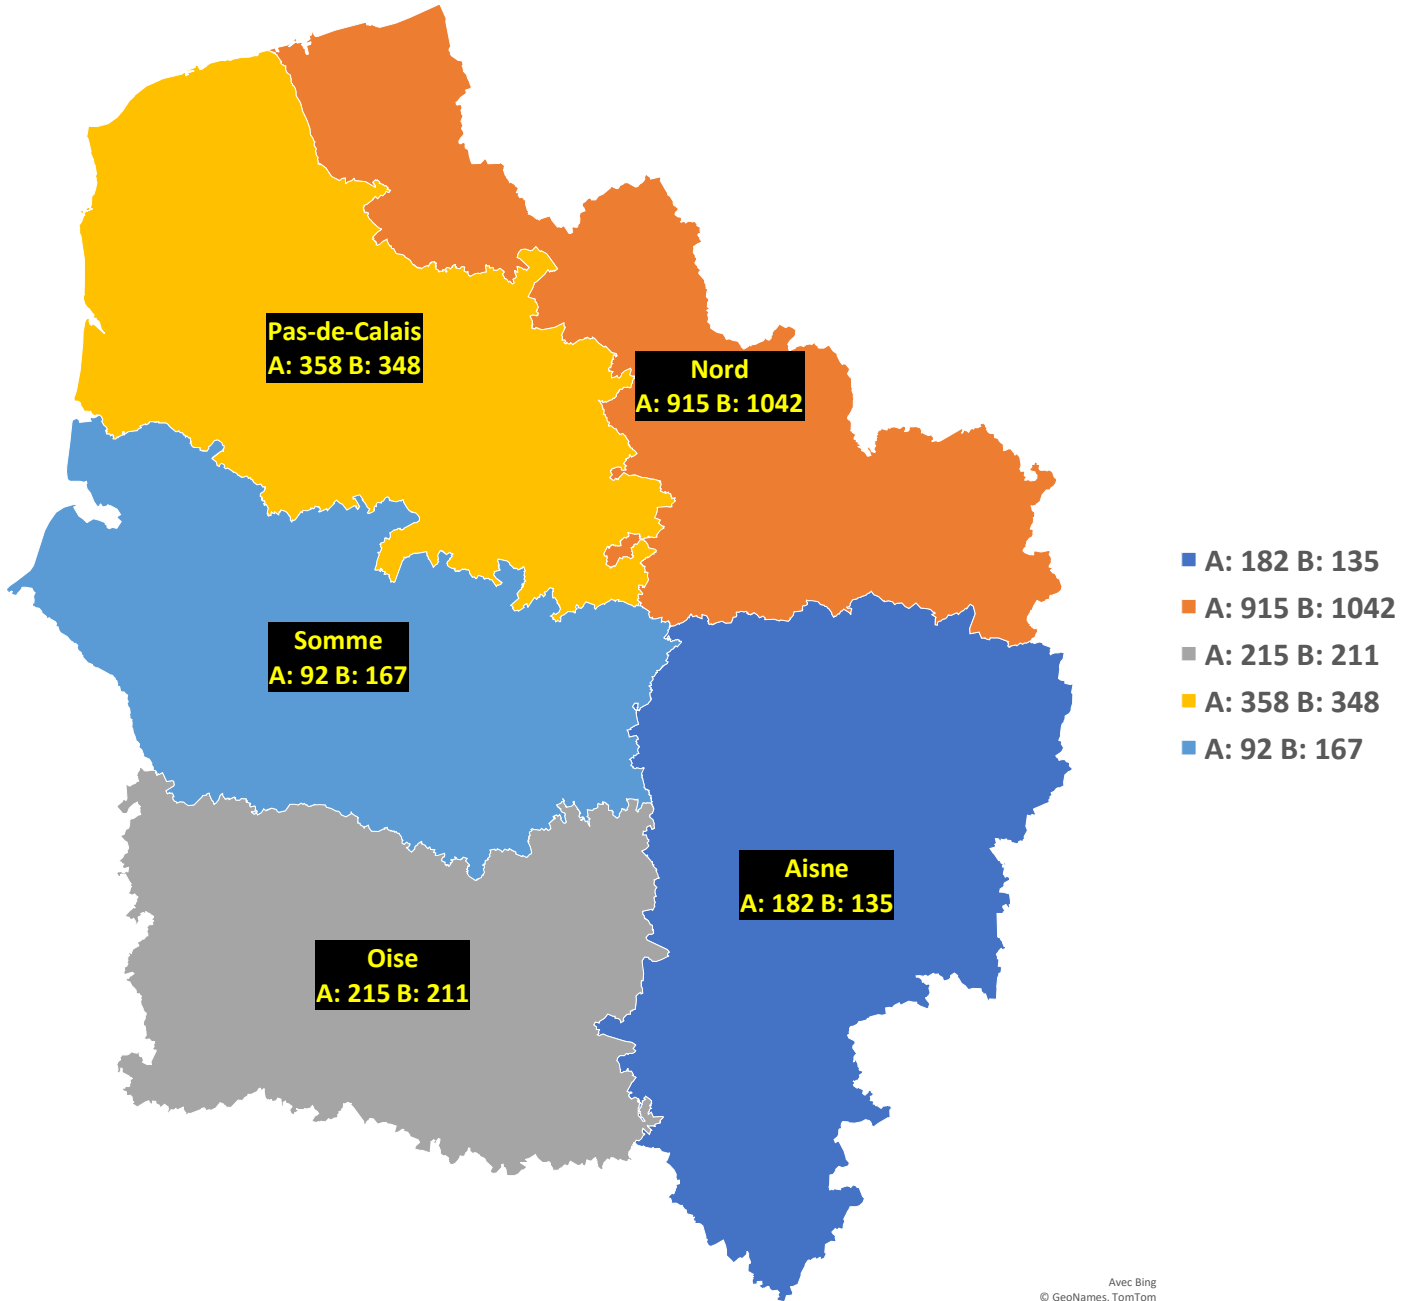 Pas-de-Calais
A: 358 B: 348
Nord
A: 915 B: 1042
Somme
A: 92 B: 167
Aisne
A: 182 B: 135
Oise
A: 215 B: 211
A: 182 B: 135
A: 915 B: 1042
A: 215 B: 211
A: 358 B: 348
A: 92 B: 167
Avec Bing
© GeoNames, TomTom